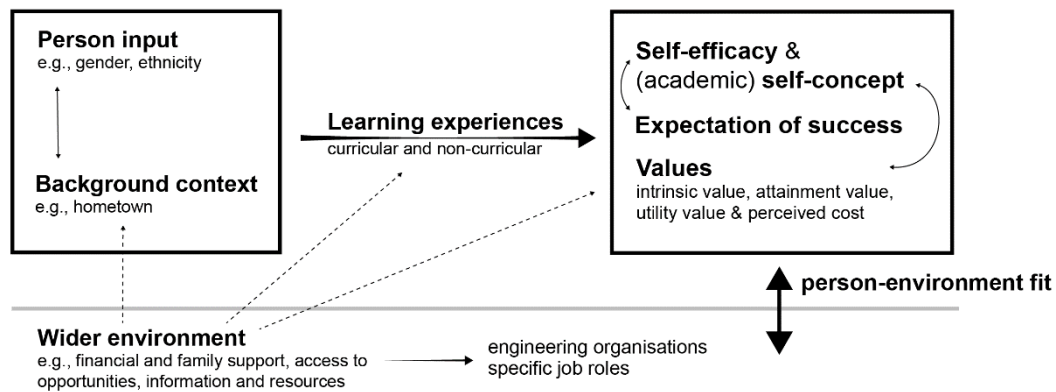 Person input
e.g., gender, ethnicity
Background context
e.g., hometown
Learning experiences
curricular and non-curricular
Self-efficacy &
(academic) self-concept
Expectation of success
Values
intrinsic value, attainment value,
utility value & perceived cost
person-environment fit
Wider environment
e.g., financial and family support, access to
opportunities, information and resources
engineering organisations
specific job roles